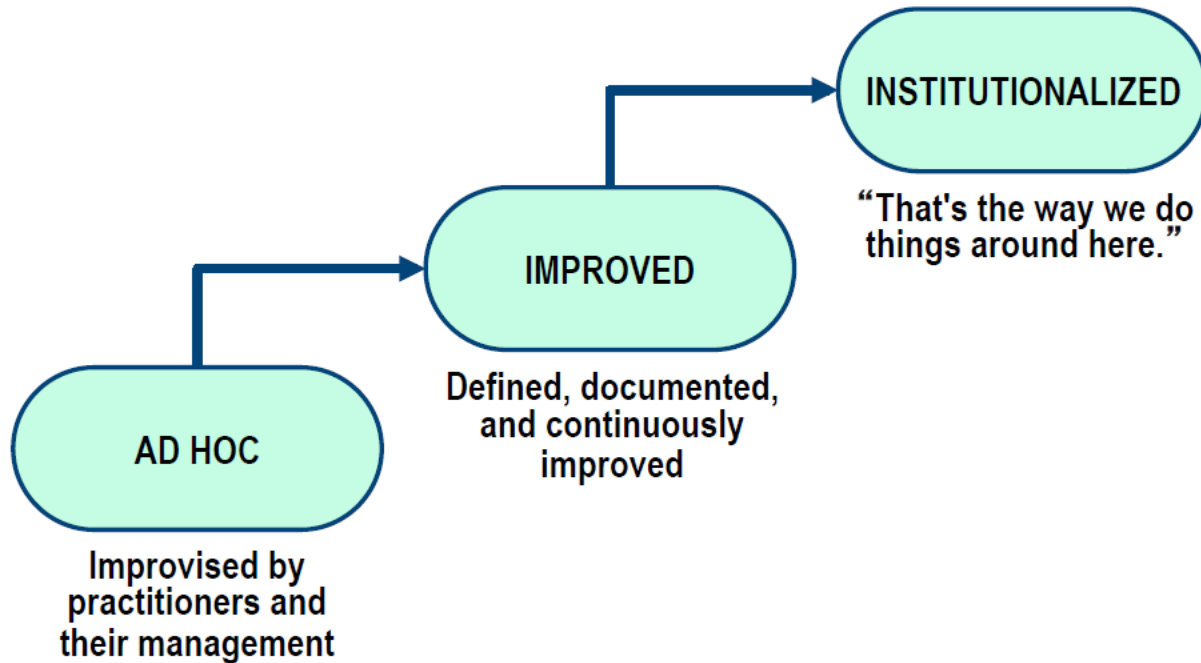 INSTITUTIONALIZED
“That's the way we do
things around here.”
IMPROVED
Defined, documented,
and continuously
improved
AD HOC
Improvised by
practitioners and
their management